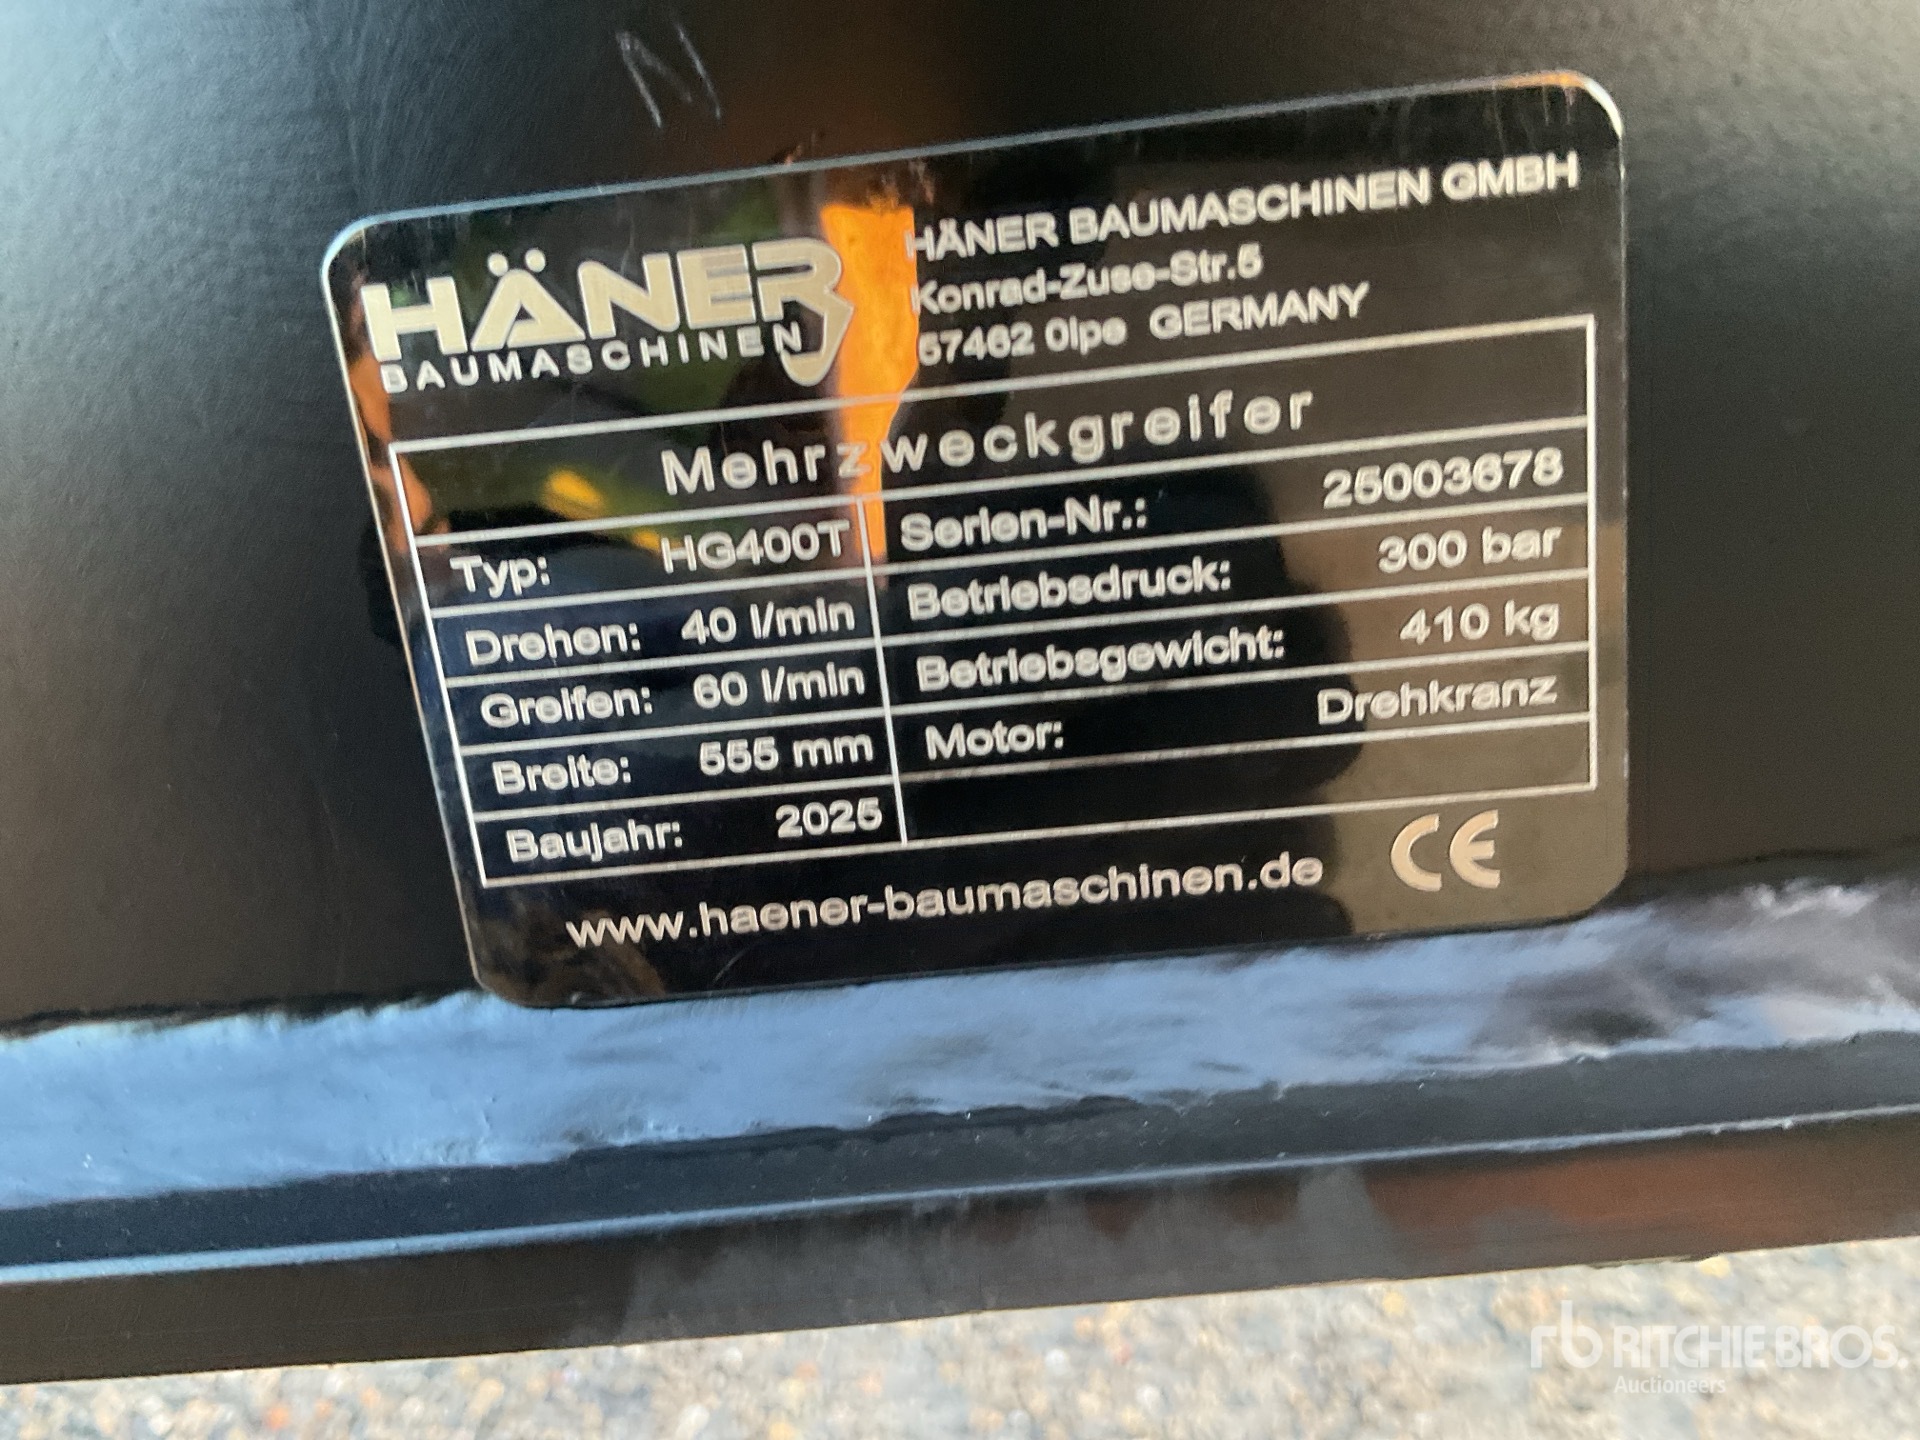 N
HÄNER
BAUMASCHINEN
HÄNER BAUMASCHINEN GMBH
Konrad-Zuse-Str.5
57462 Olpe GERMANY
Mehrzweckgreifer
Typ: HG400T
Serien-Nr.: 25003678
Drehen: 40 l/min
Betriebsdruck: 300 bar
Greifen: 60 l/min
Betriebsgewicht: 410 kg
Breite: 555 mm
Motor: Drehkranz
Baujahr: 2025
www.haener-baumaschinen.de
CE
rb RITCHIE BROS.
Auctioneers